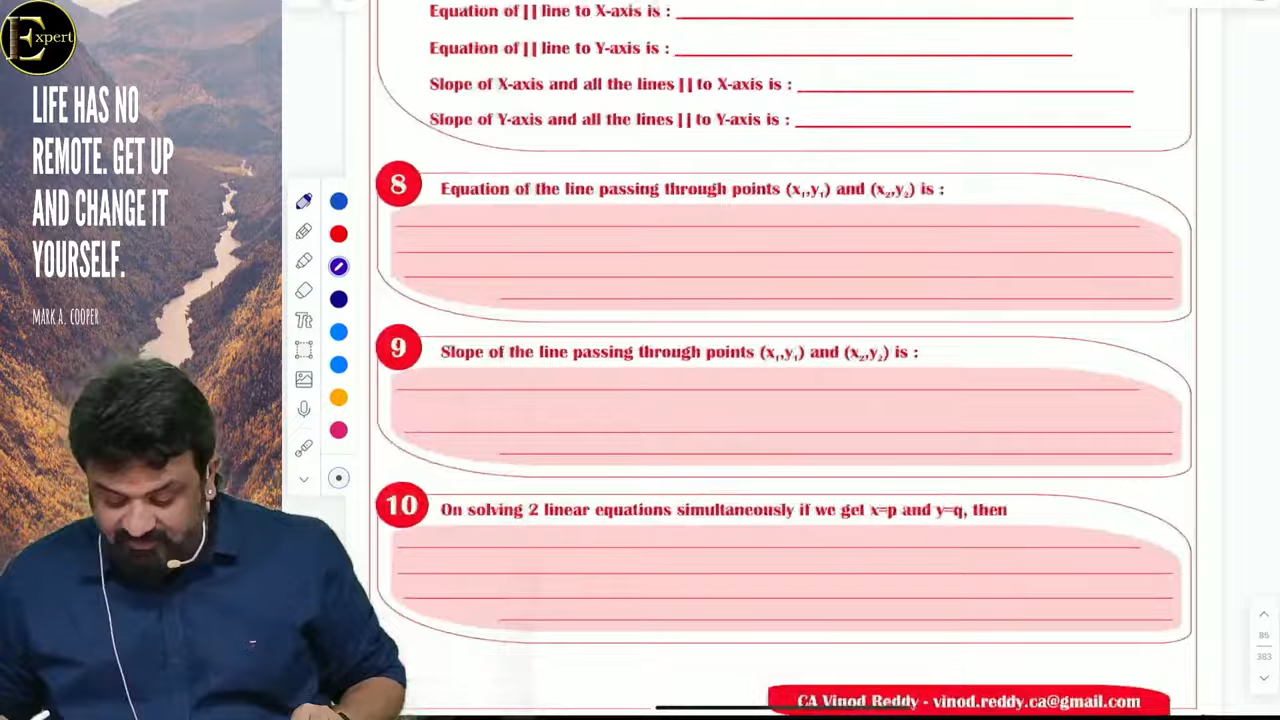 Expert
LIFE HAS NO
REMOTE. GET UP
AND CHANGE IT
YOURSELF.
MARK A. COOPER
Equation of || line to X-axis is :
Equation of || line to Y-axis is :
Slope of X-axis and all the lines || to X-axis is :
Slope of Y-axis and all the lines || to Y-axis is :
8 Equation of the line passing through points (x₁,y₁) and (x₂,y₂) is :
9 Slope of the line passing through points (x₁,y₁) and (x₂,y₂) is :
10 On solving 2 linear equations simultaneously if we get x=p and y=q, then
Tt
86
383
CA Vinod Reddy - vinod.reddy.ca@gmail.com